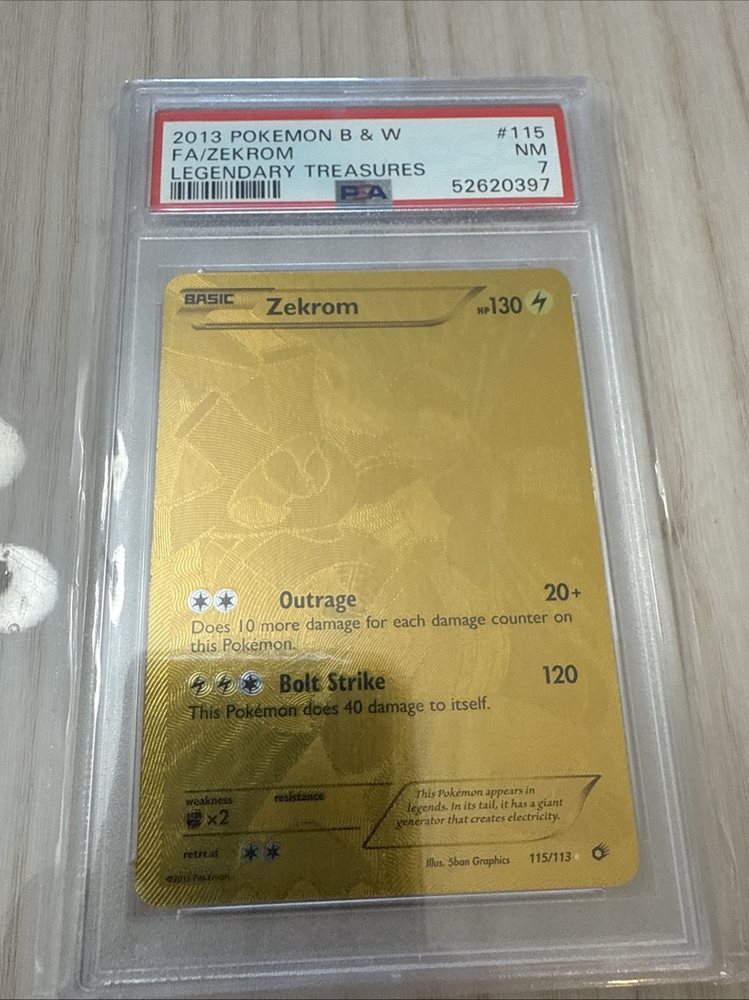 2013 POKEMON B & W #115
FA/ZEKROM NM
LEGENDARY TREASURES 7
PSA 52620397
BASIC Zekrom HP130
Outrage 20+
Does 10 more damage for each damage counter on
this Pokémon.
Bolt Strike 120
This Pokémon does 40 damage to itself.
weakness resistance
×2
retreat
This Pokémon appears in
legends. In its tail, it has a giant
generator that creates electricity.
Illus. 5ban Graphics 115/113
©2013 Pokémon